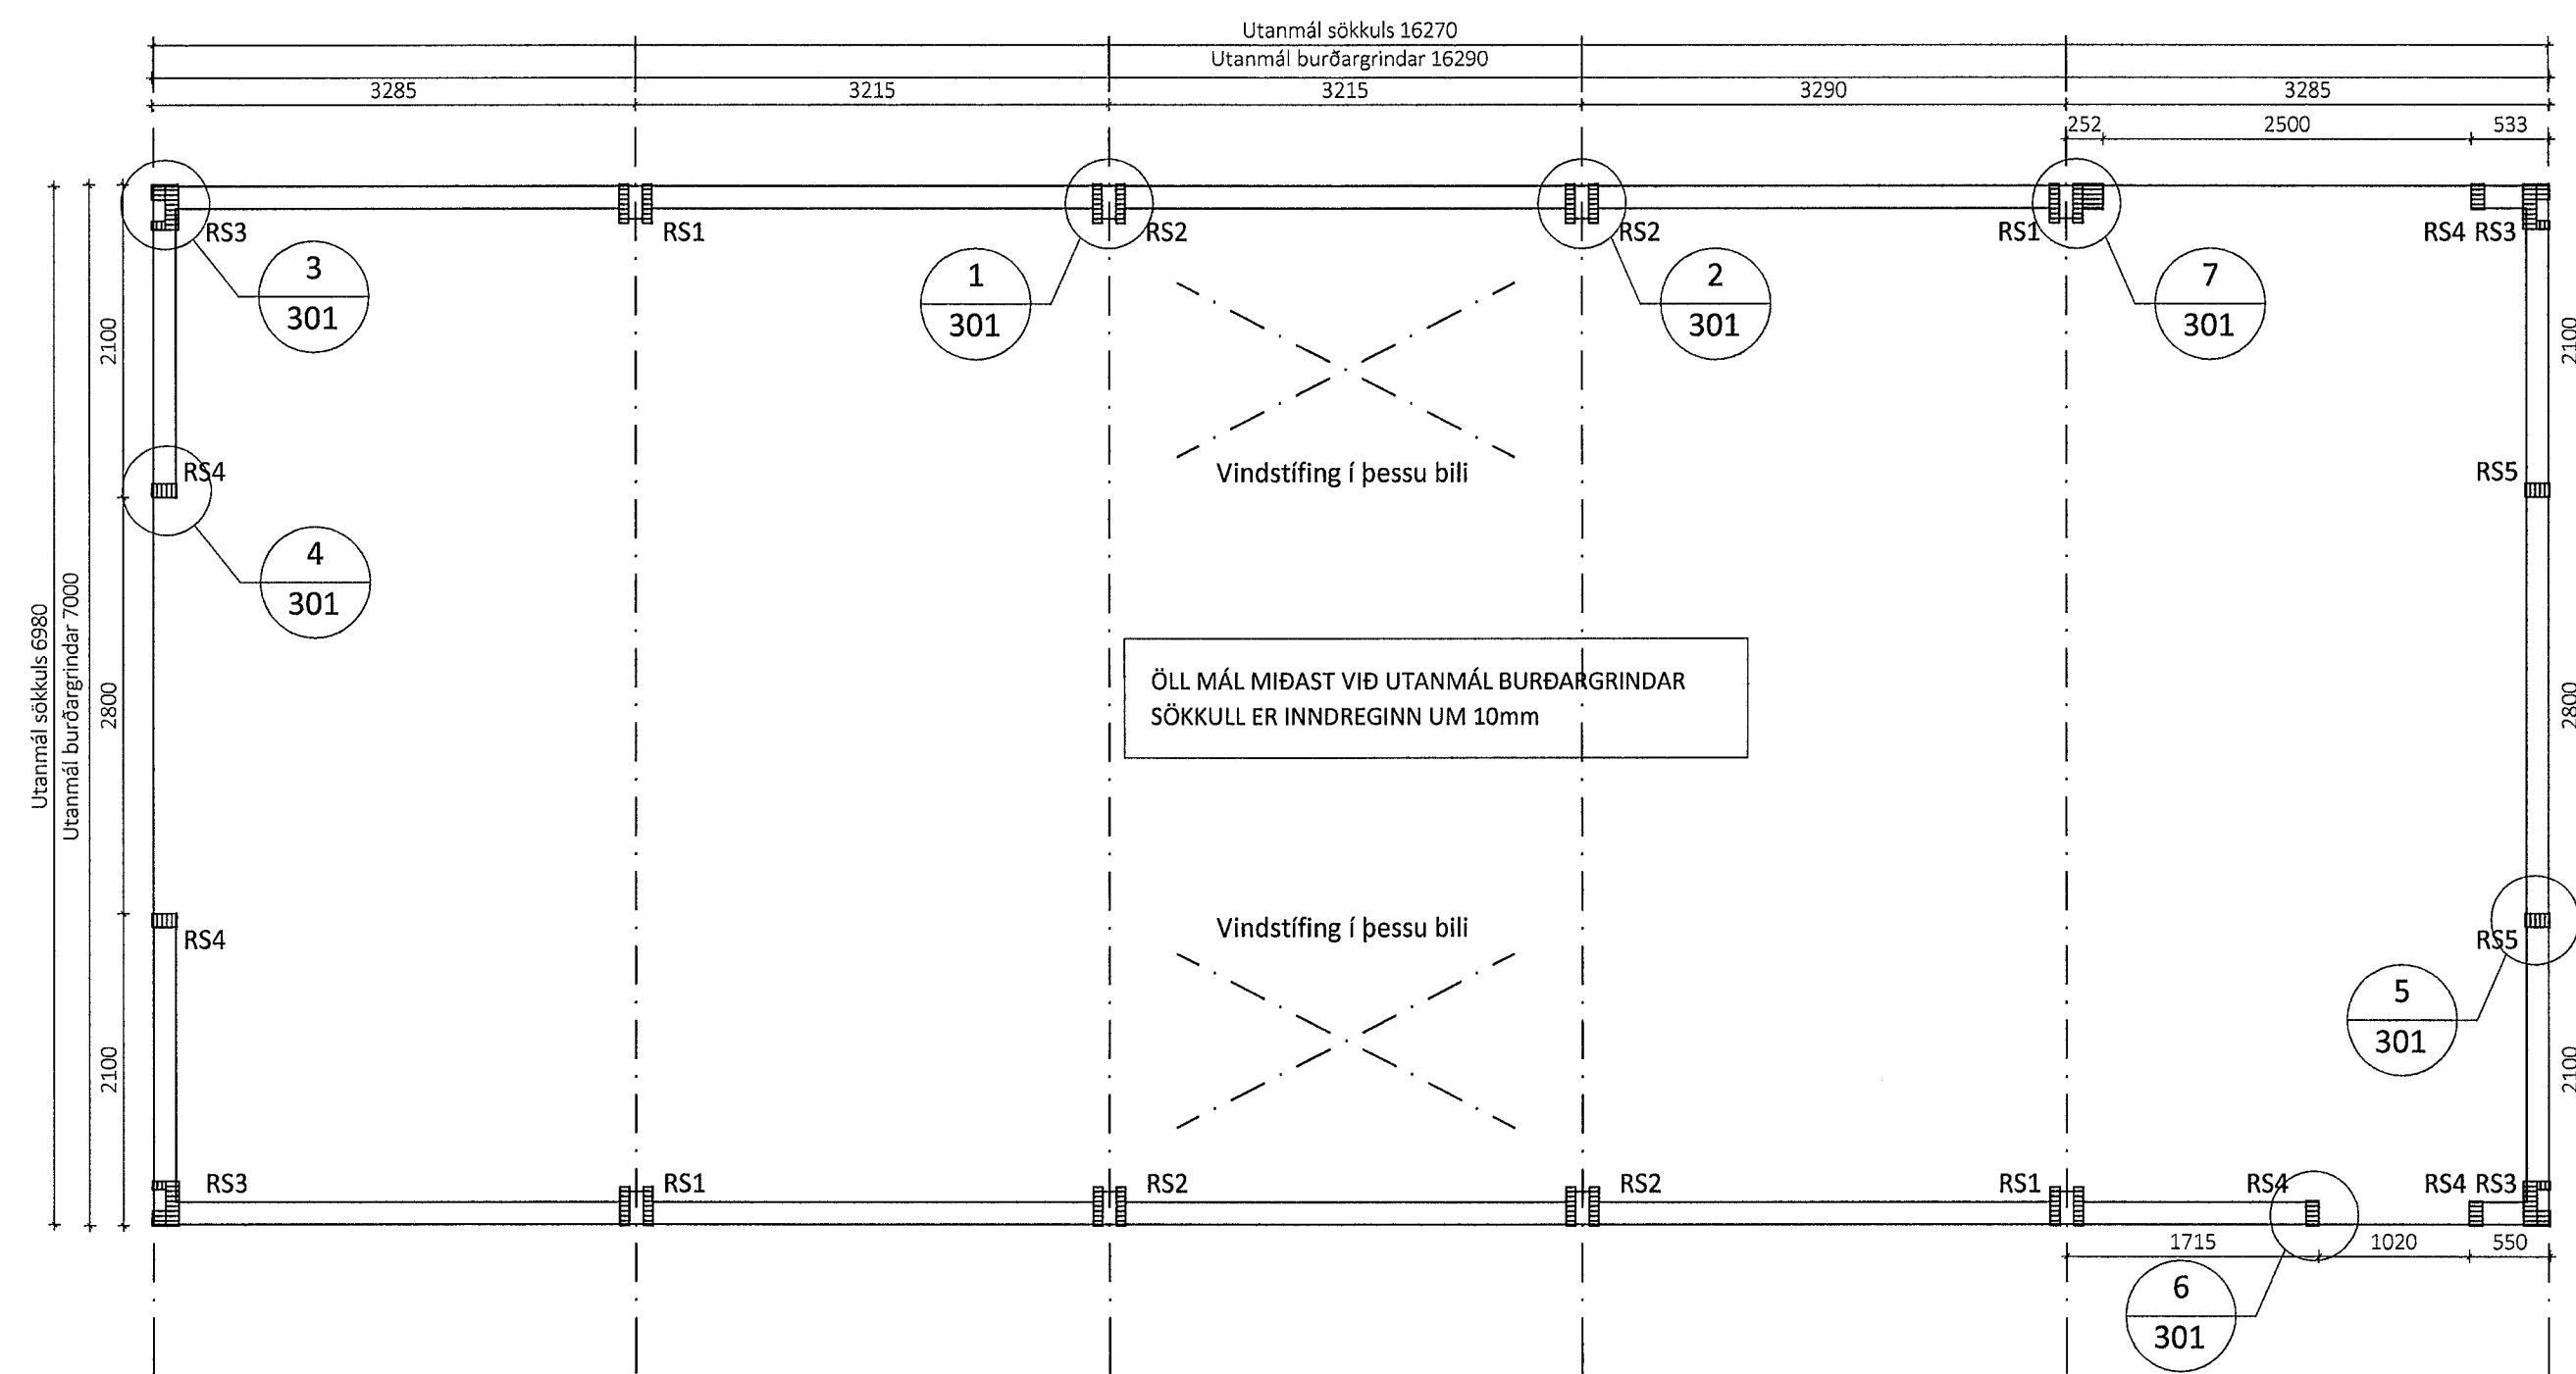 Utanmál sökkuls 16270
Utanmál burðargrindar 16290
3285
3215
3215
3290
3285
252
2500
533
RS3
RS1
RS2
RS2
RS1
RS4 RS3
3
301
1
301
2
301
7
301
2100
2100
RS4
Vindstífing í þessu bili
RS5
4
301
Utanmál sökkuls 6980
Utanmál burðargrindar 7000
2800
ÖLL MÁL MIÐAST VIÐ UTANMÁL BURÐARGRINDAR
SÖKKULL ER INNDREGINN UM 10mm
2800
RS4
Vindstífing í þessu bili
RS5
5
301
2100
2100
RS3
RS1
RS2
RS2
RS1
RS4
RS4 RS3
1715
1020
550
6
301